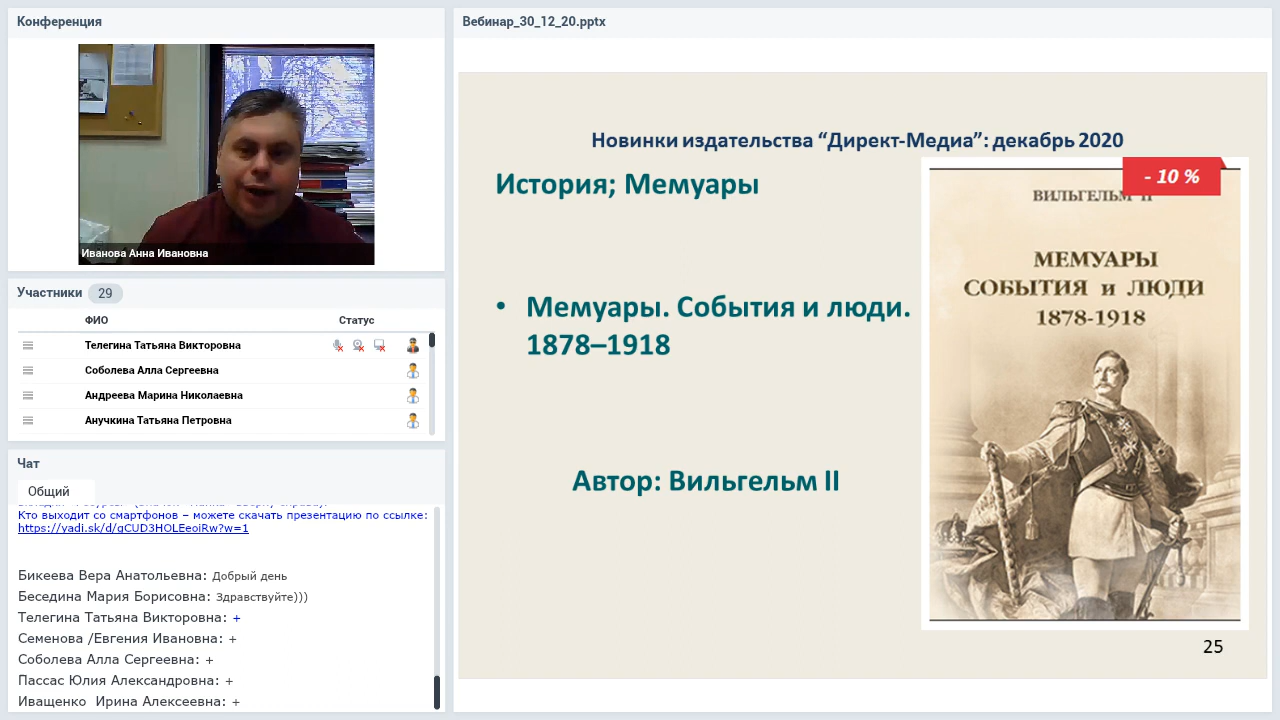 Конференция
Иванова Анна Ивановна
Участники 29
ФИО Статус
Телегина Татьяна Викторовна
Соболева Алла Сергеевна
Андреева Марина Николаевна
Анучкина Татьяна Петровна
Чат
Общий
Кто выходит со смартфонов – можете скачать презентацию по ссылке:
https://yadi.sk/d/gCUD3HOLEeoiRw?w=1
Бикеева Вера Анатольевна: Добрый день
Беседина Мария Борисовна: Здравствуйте)))
Телегина Татьяна Викторовна: +
Семенова /Евгения Ивановна: +
Соболева Алла Сергеевна: +
Пассас Юлия Александровна: +
Иващенко Ирина Алексеевна: +
Вебинар_30_12_20.pptx
Новинки издательства “Директ-Медиа”: декабрь 2020
История; Мемуары
• Мемуары. События и люди.
1878–1918
Автор: Вильгельм II
- 10 %
ВИЛЬГЕЛЬМ II
МЕМУАРЫ
СОБЫТИЯ и ЛЮДИ
1878-1918
25